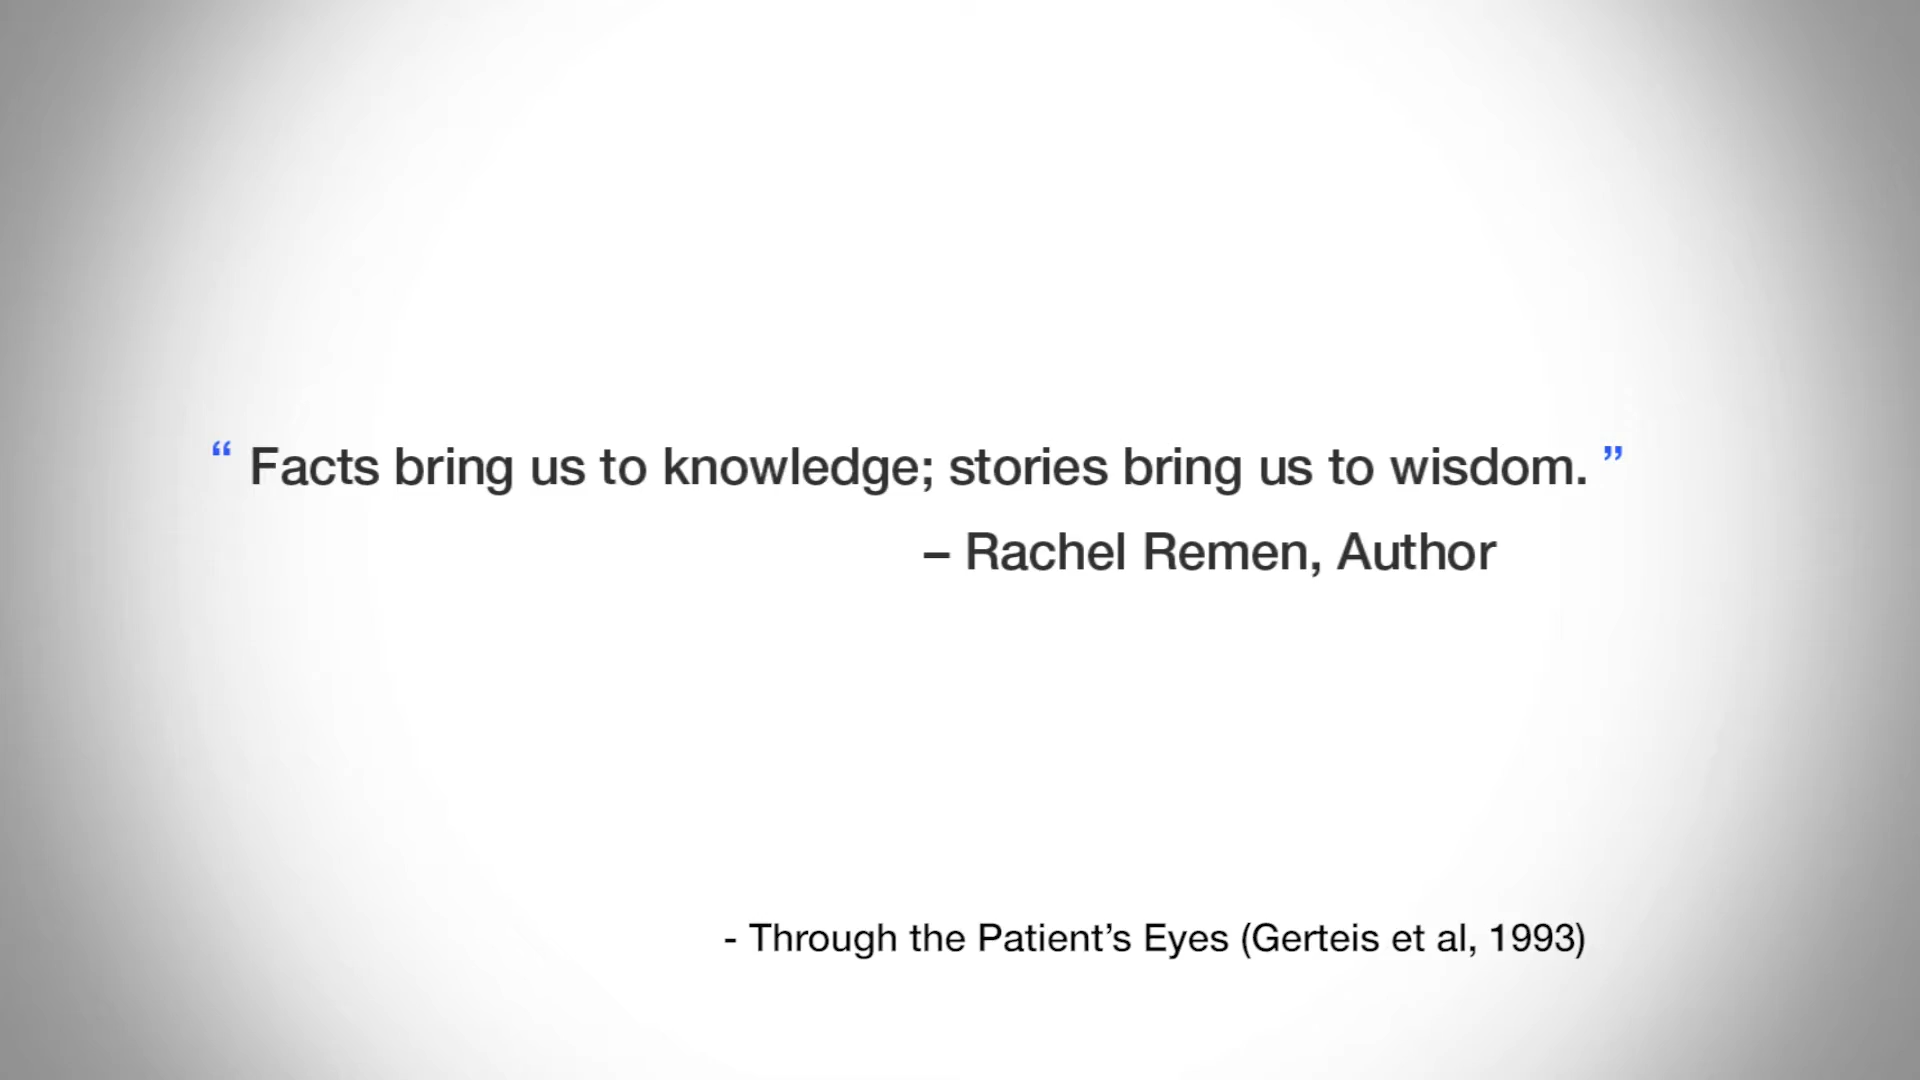 “ Facts bring us to knowledge; stories bring us to wisdom. ”
– Rachel Remen, Author
- Through the Patient’s Eyes (Gerteis et al, 1993)